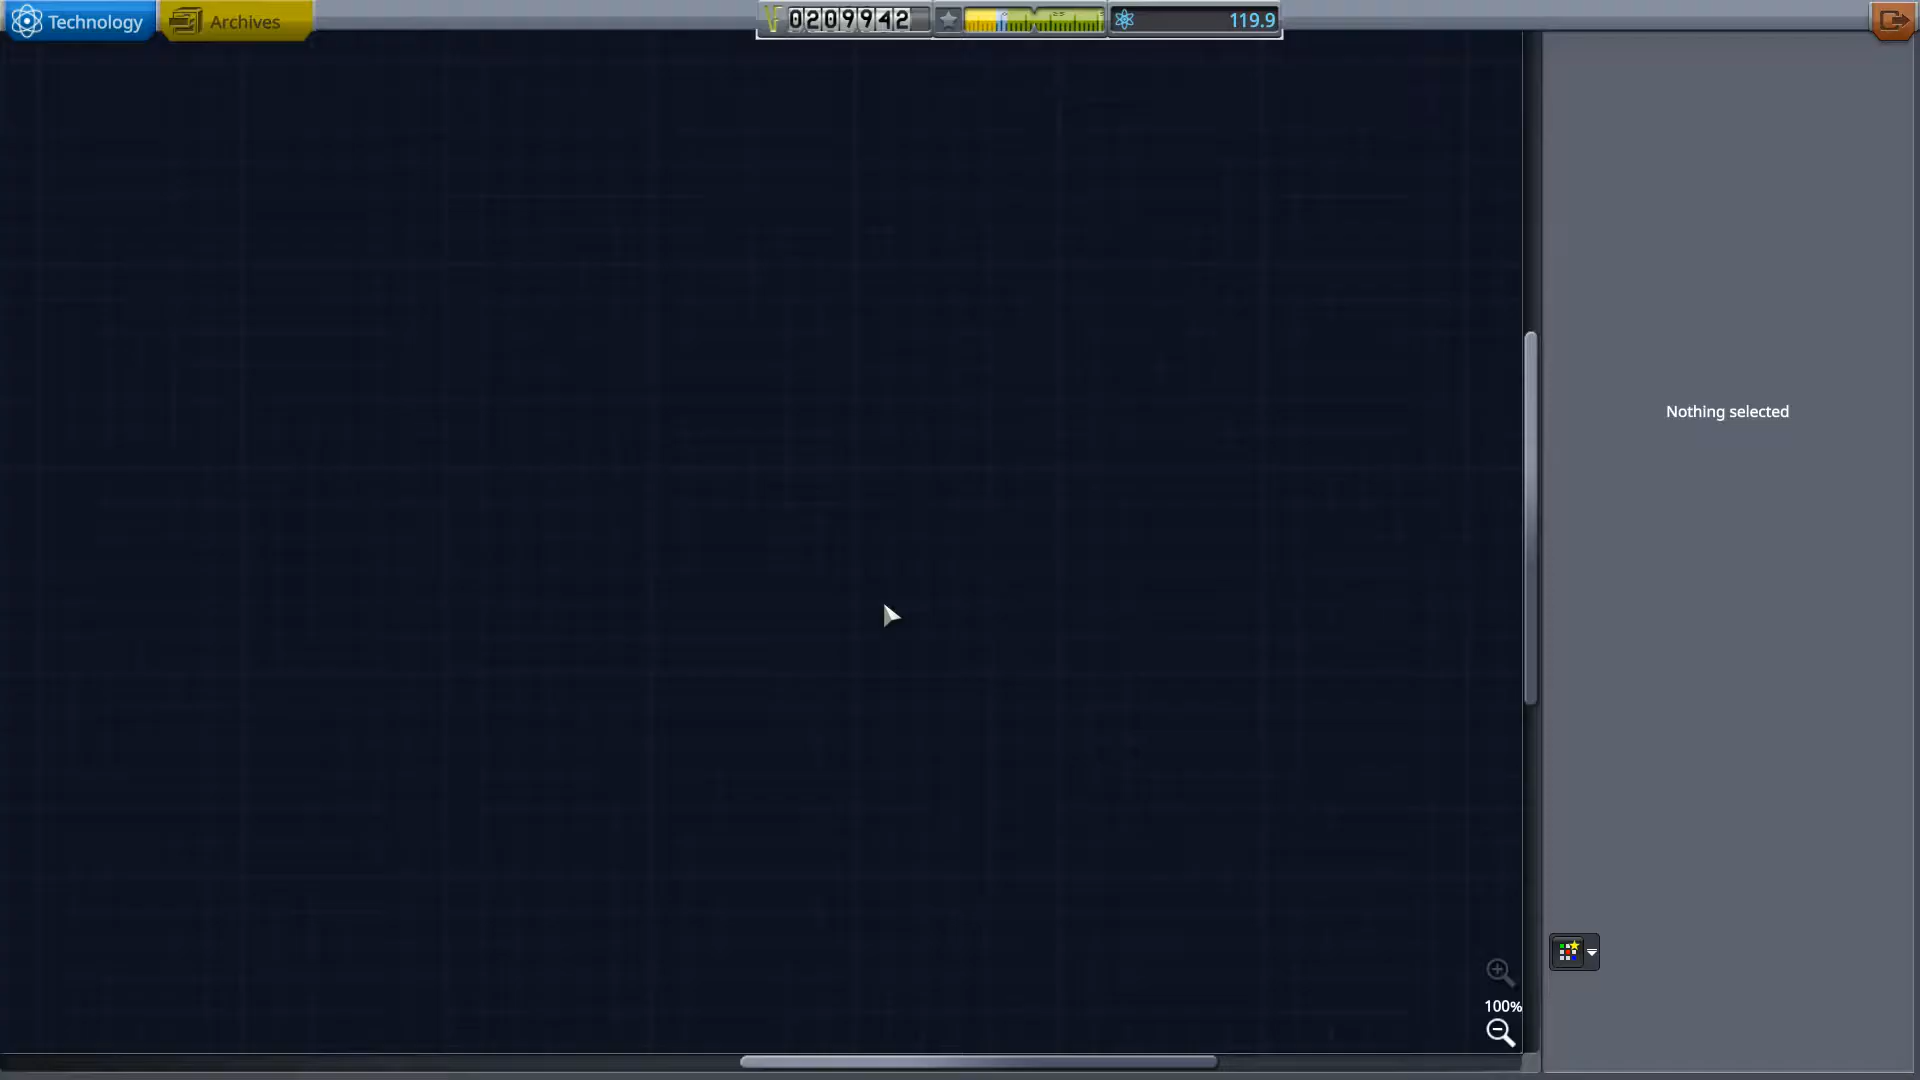 Technology
Archives
0209942
119.9
Nothing selected
100%